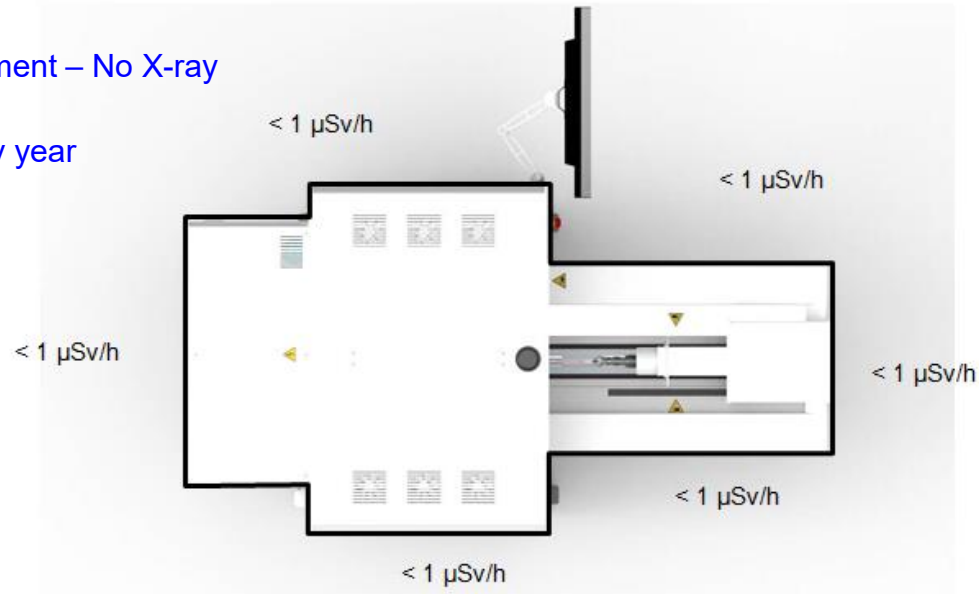 ment – No X-ray
< 1 µSv/h
y year
< 1 µSv/h
< 1 µSv/h
< 1 µSv/h
< 1 µSv/h
< 1 µSv/h